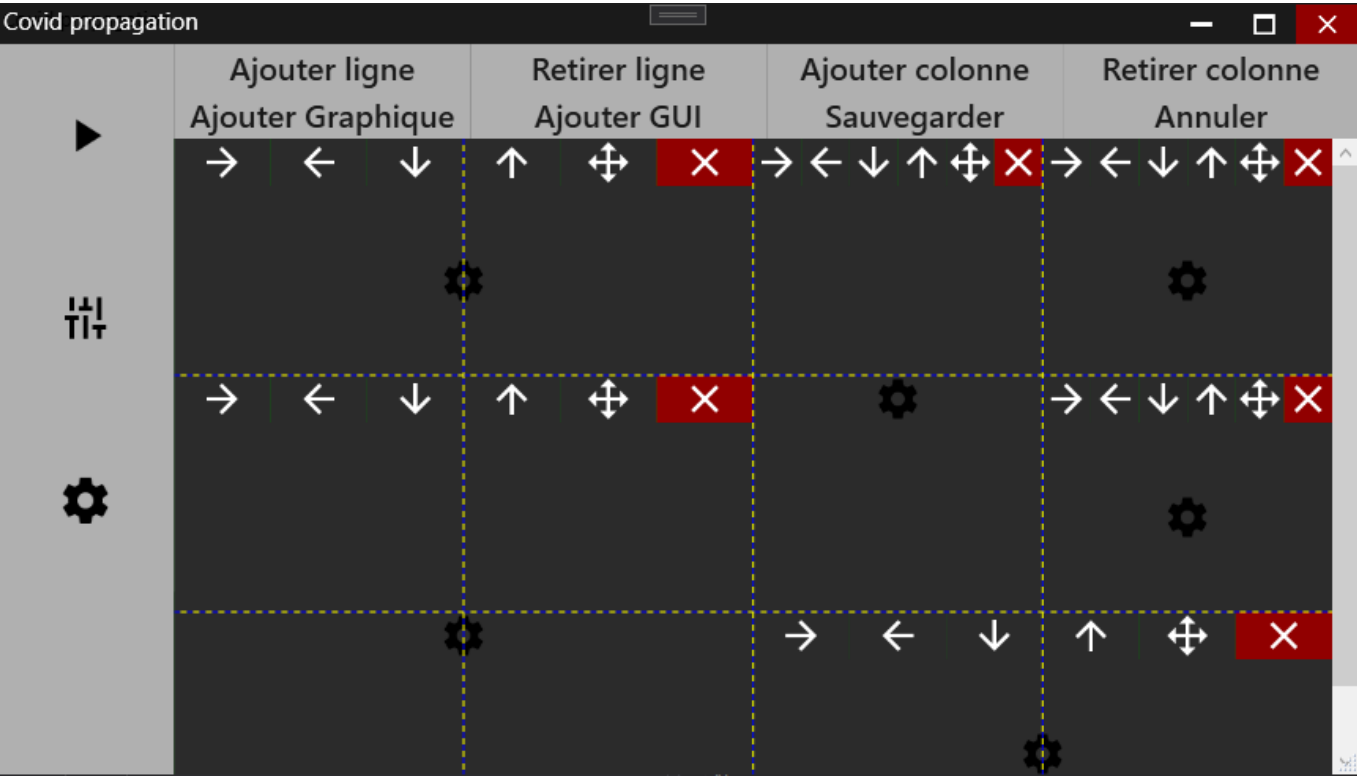 Covid propagation
Ajouter ligne Retirer ligne Ajouter colonne Retirer colonne
Ajouter Graphique Ajouter GUI Sauvegarder Annuler